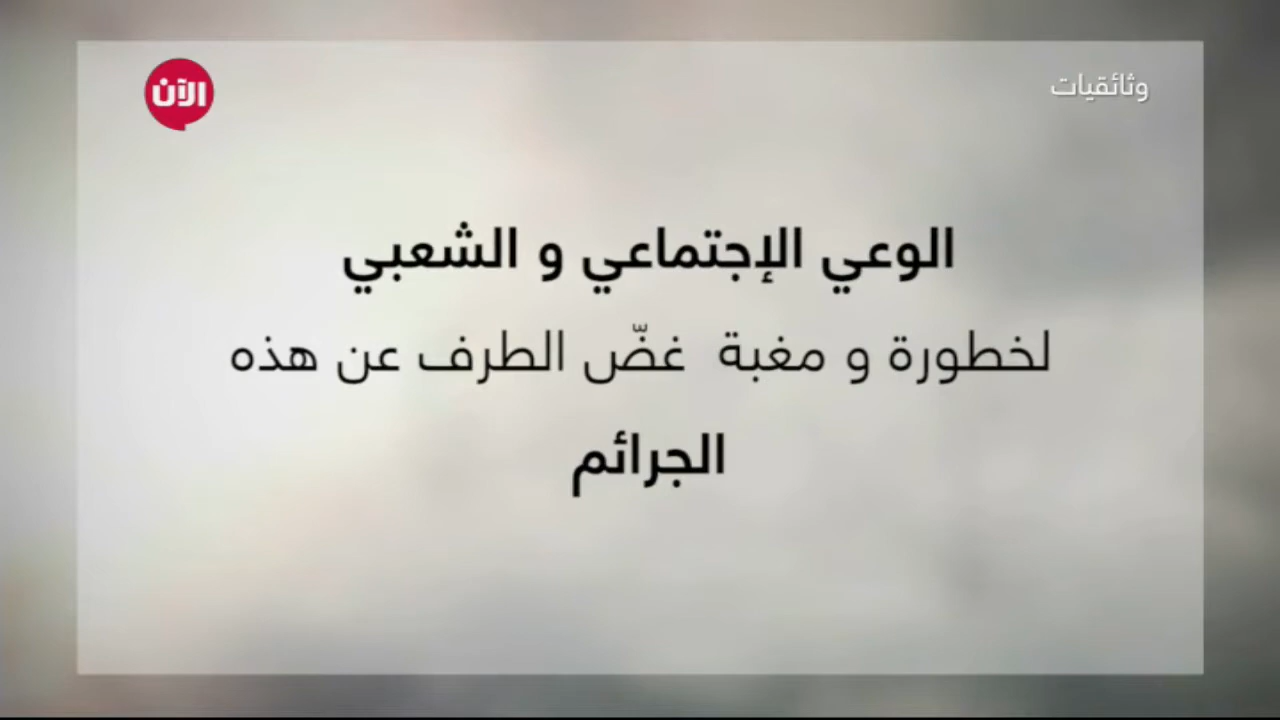 وثائقيات
الآن
الوعي الإجتماعي و الشعبي
لخطورة و مغبة غضّ الطرف عن هذه
الجرائم